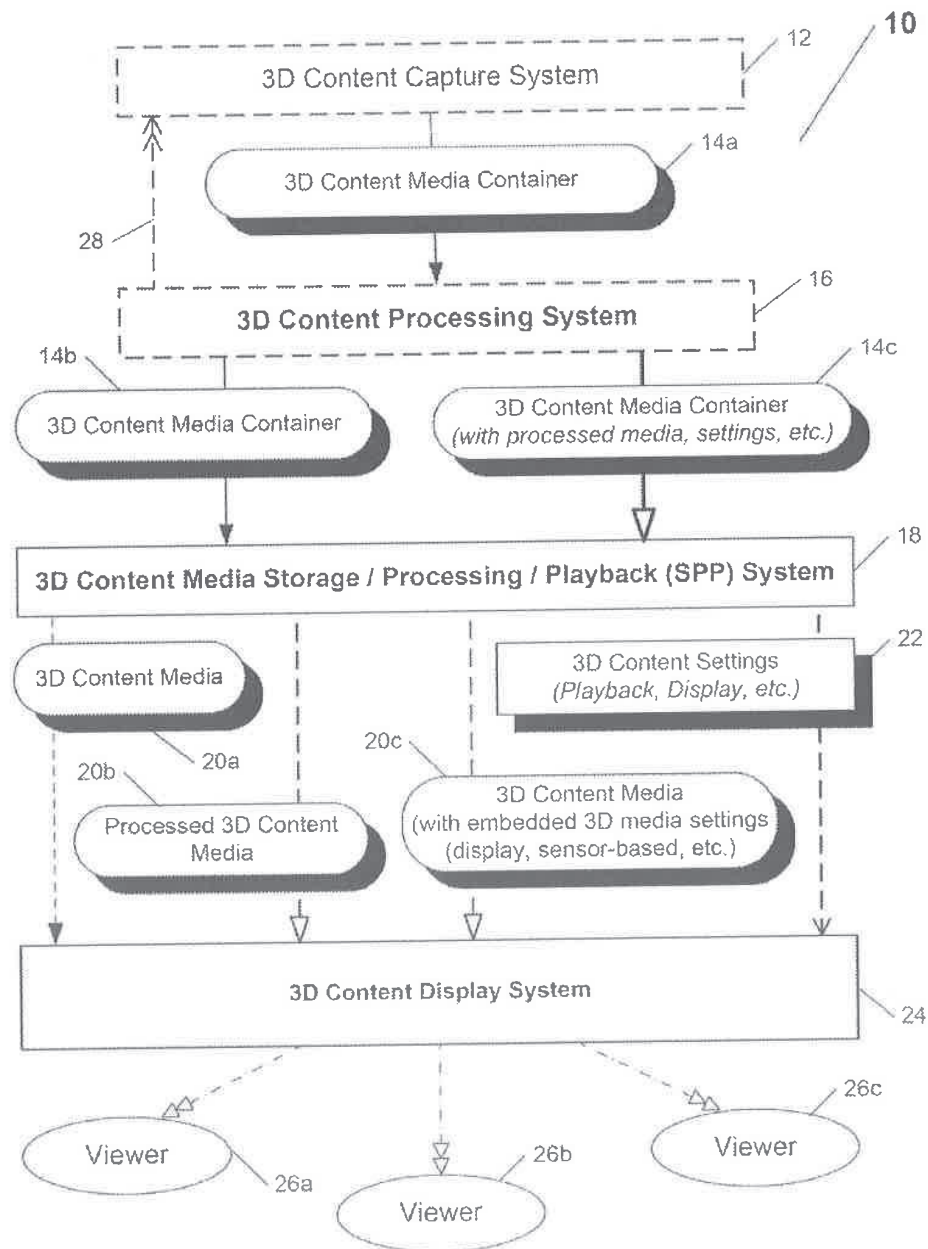 10
12
3D Content Capture System
14a
3D Content Media Container
28
16
3D Content Processing System
14b
14c
3D Content Media Container
3D Content Media Container
(with processed media, settings, etc.)
18
3D Content Media Storage / Processing / Playback (SPP) System
22
3D Content Media
3D Content Settings
(Playback, Display, etc.)
20a
20b
20c
Processed 3D Content
Media
3D Content Media
(with embedded 3D media settings
(display, sensor-based, etc.)
3D Content Display System
24
26c
Viewer
Viewer
26a
26b
Viewer